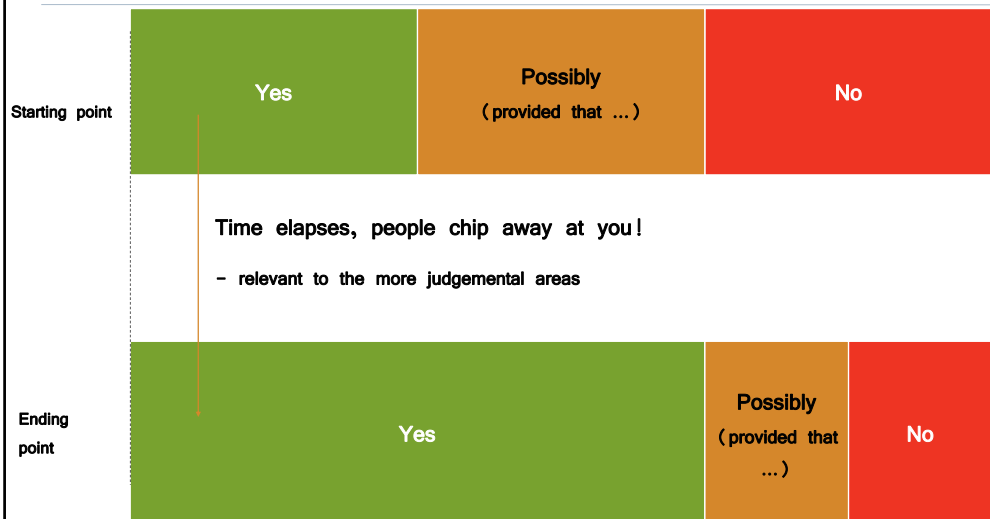 Starting point
Yes
Possibly
(provided that …)
No
Time elapses, people chip away at you!
- relevant to the more judgemental areas
Ending
point
Yes
Possibly
(provided that
…)
No